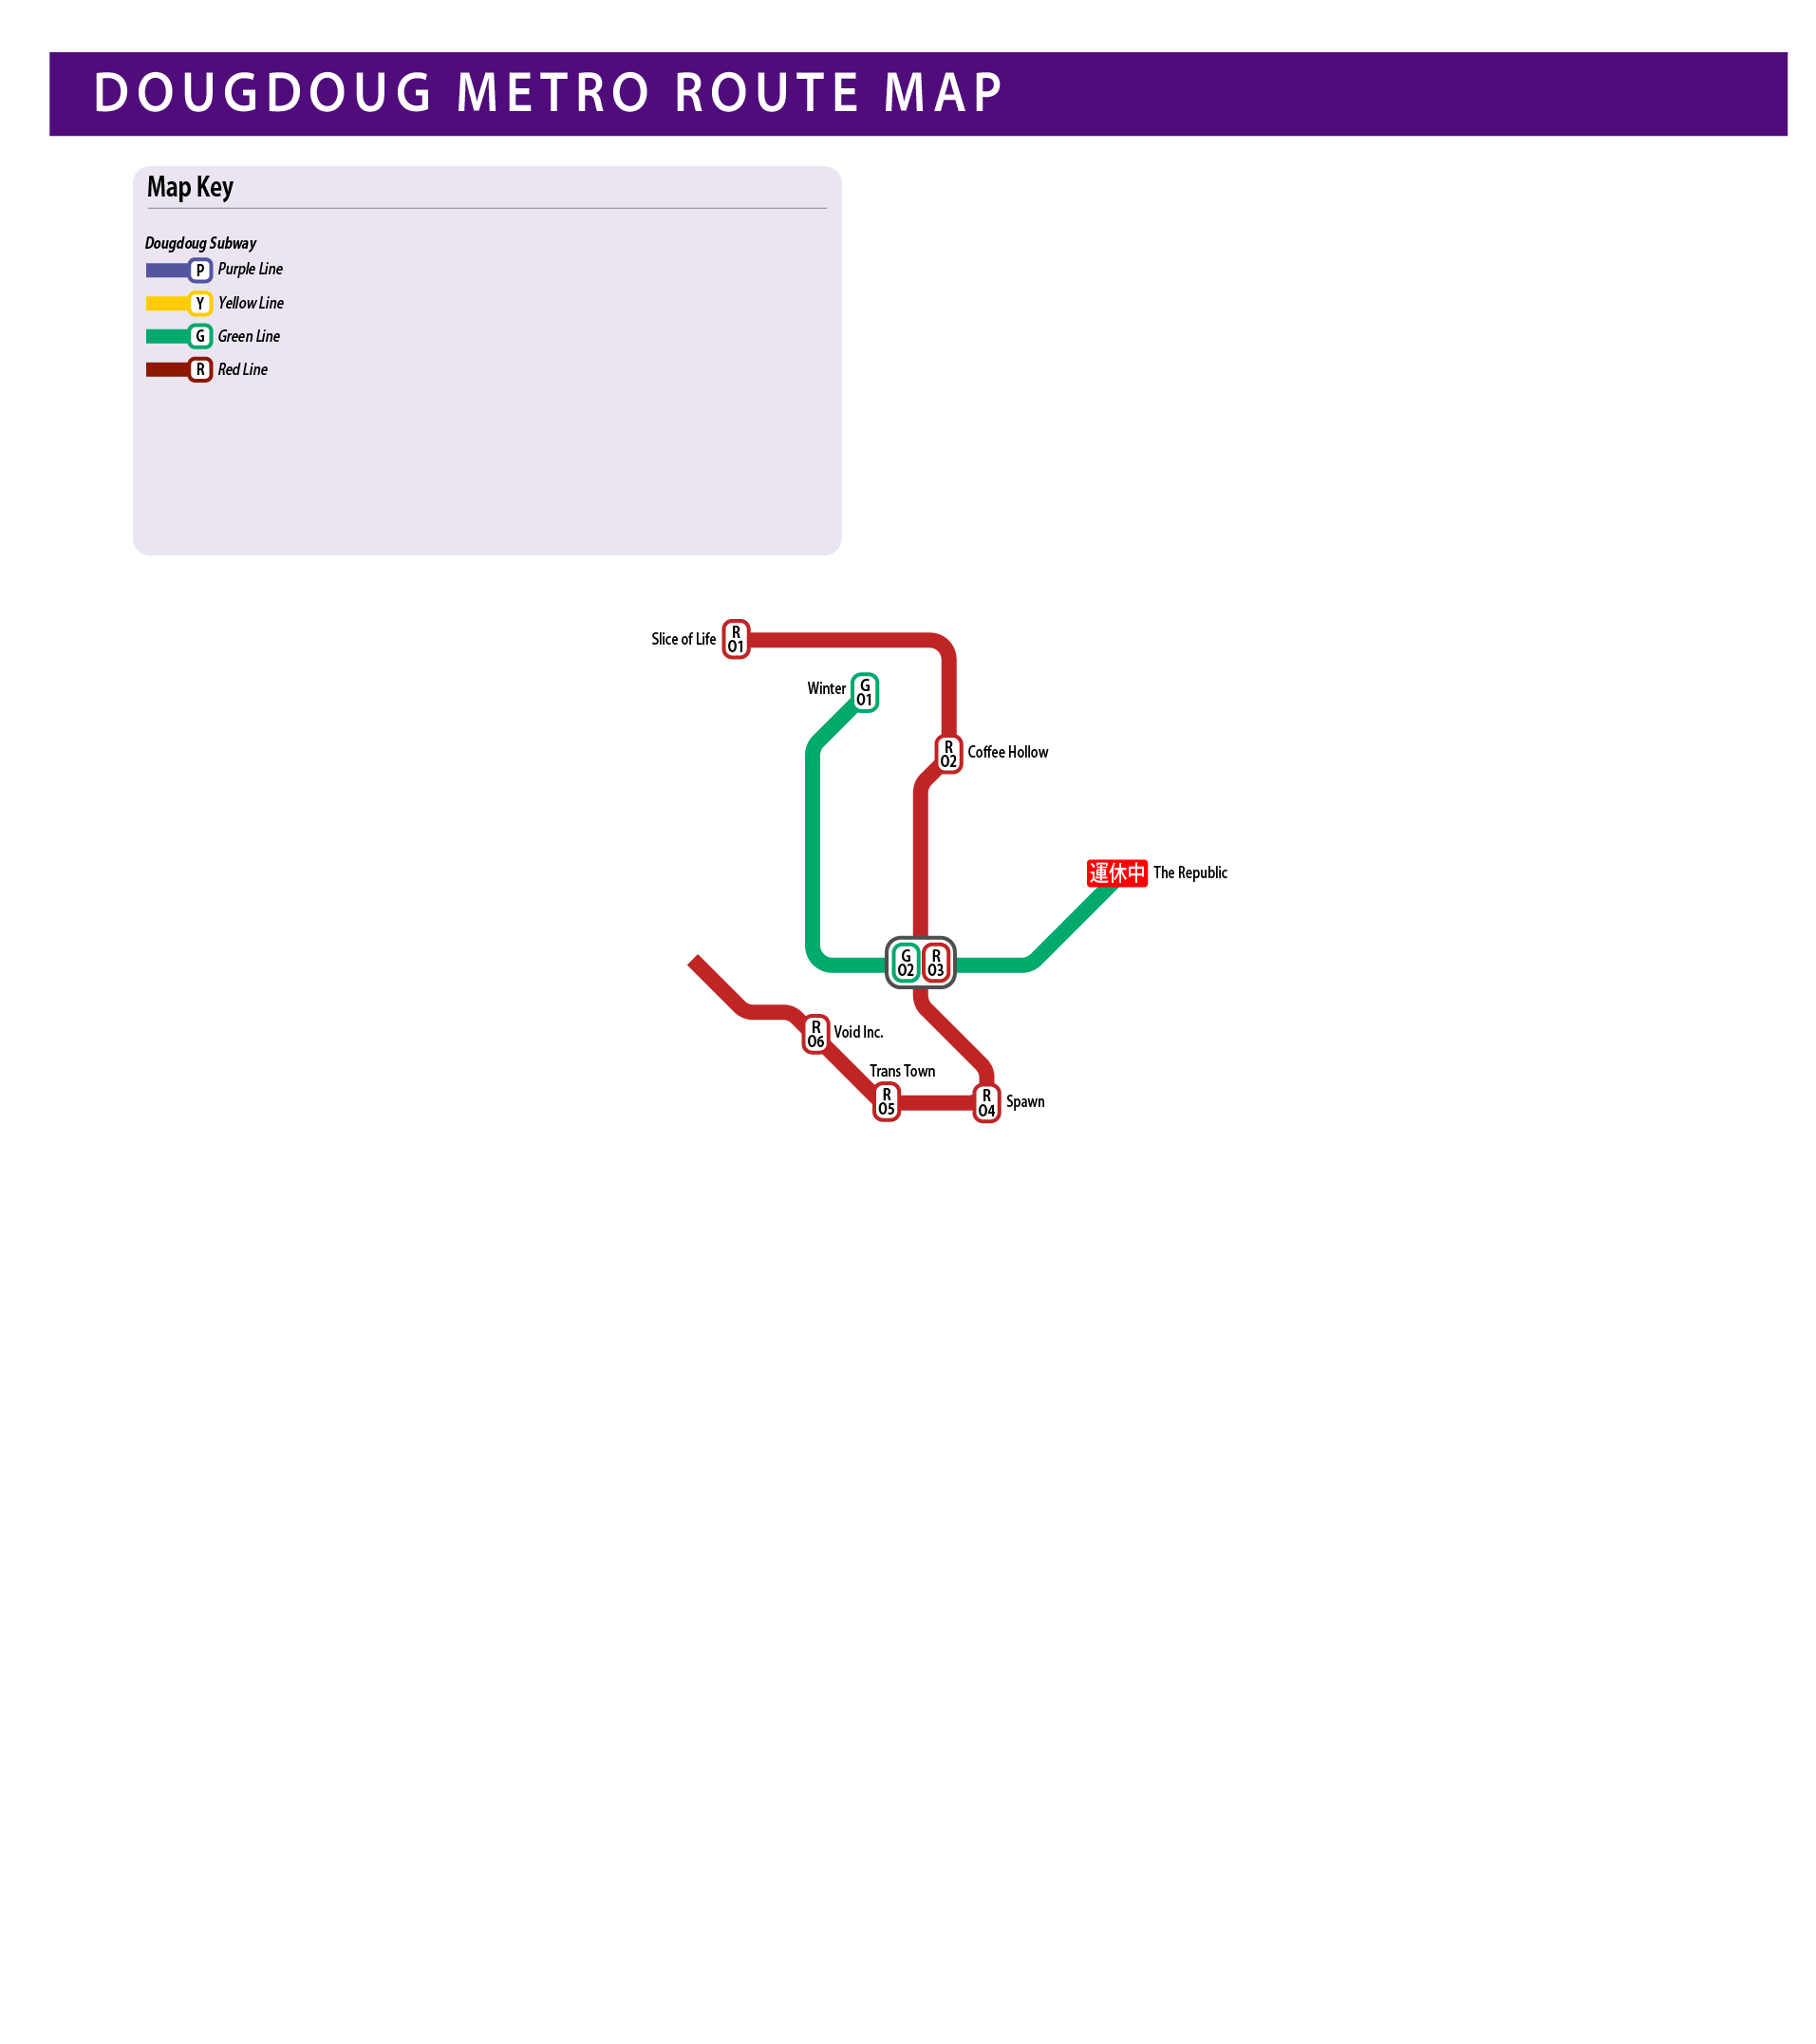 DOUGDOUG METRO ROUTE MAP
Map Key
Dougdoug Subway
P Purple Line
Y Yellow Line
G Green Line
R Red Line
Slice of Life R 01
Winter G 01
R 02 Coffee Hollow
運休中 The Republic
G 02 R 03
R 06 Void Inc.
Trans Town
R 05
R 04 Spawn